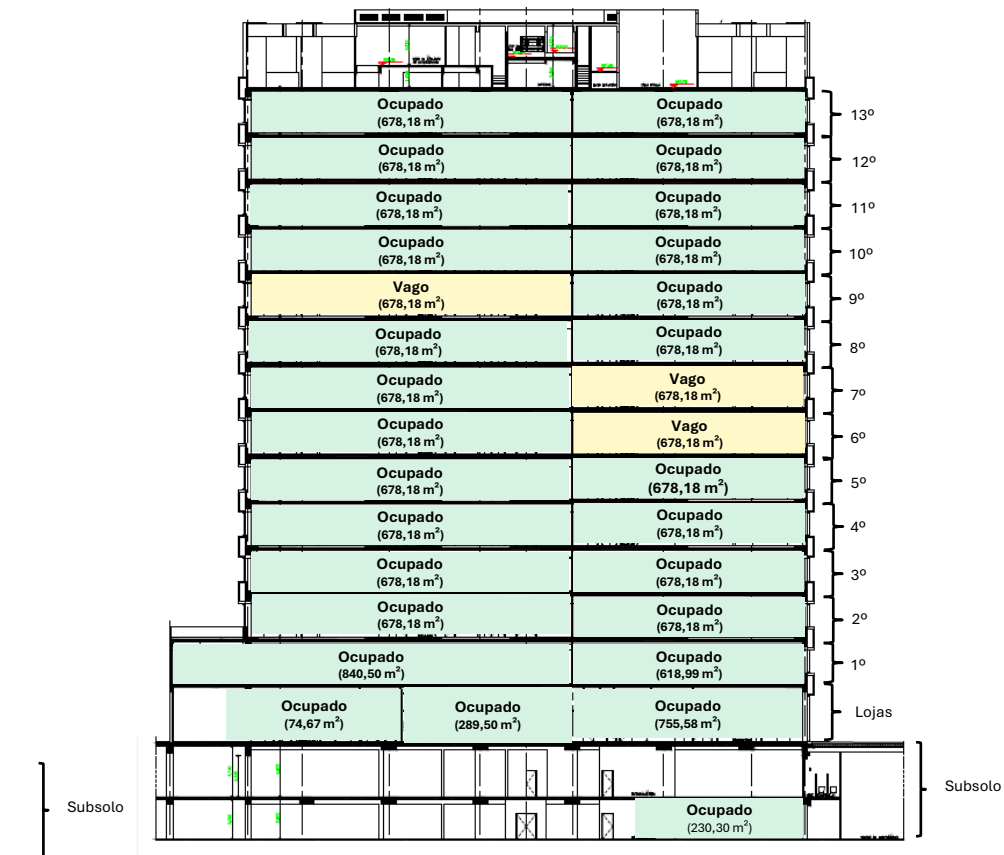 Ocupado
(678,18 m²)
Ocupado
(678,18 m²)
13º
Ocupado
(678,18 m²)
Ocupado
(678,18 m²)
12º
Ocupado
(678,18 m²)
Ocupado
(678,18 m²)
11º
Ocupado
(678,18 m²)
Ocupado
(678,18 m²)
10º
Vago
(678,18 m²)
Ocupado
(678,18 m²)
9º
Ocupado
(678,18 m²)
Ocupado
(678,18 m²)
8º
Ocupado
(678,18 m²)
Vago
(678,18 m²)
7º
Ocupado
(678,18 m²)
Vago
(678,18 m²)
6º
Ocupado
(678,18 m²)
Ocupado
(678,18 m²)
5º
Ocupado
(678,18 m²)
Ocupado
(678,18 m²)
4º
Ocupado
(678,18 m²)
Ocupado
(678,18 m²)
3º
Ocupado
(678,18 m²)
Ocupado
(678,18 m²)
2º
Ocupado
(840,50 m²)
Ocupado
(618,99 m²)
1º
Ocupado
(74,67 m²)
Ocupado
(289,50 m²)
Ocupado
(755,58 m²)
Lojas
Subsolo
Subsolo
Ocupado
(230,30 m²)